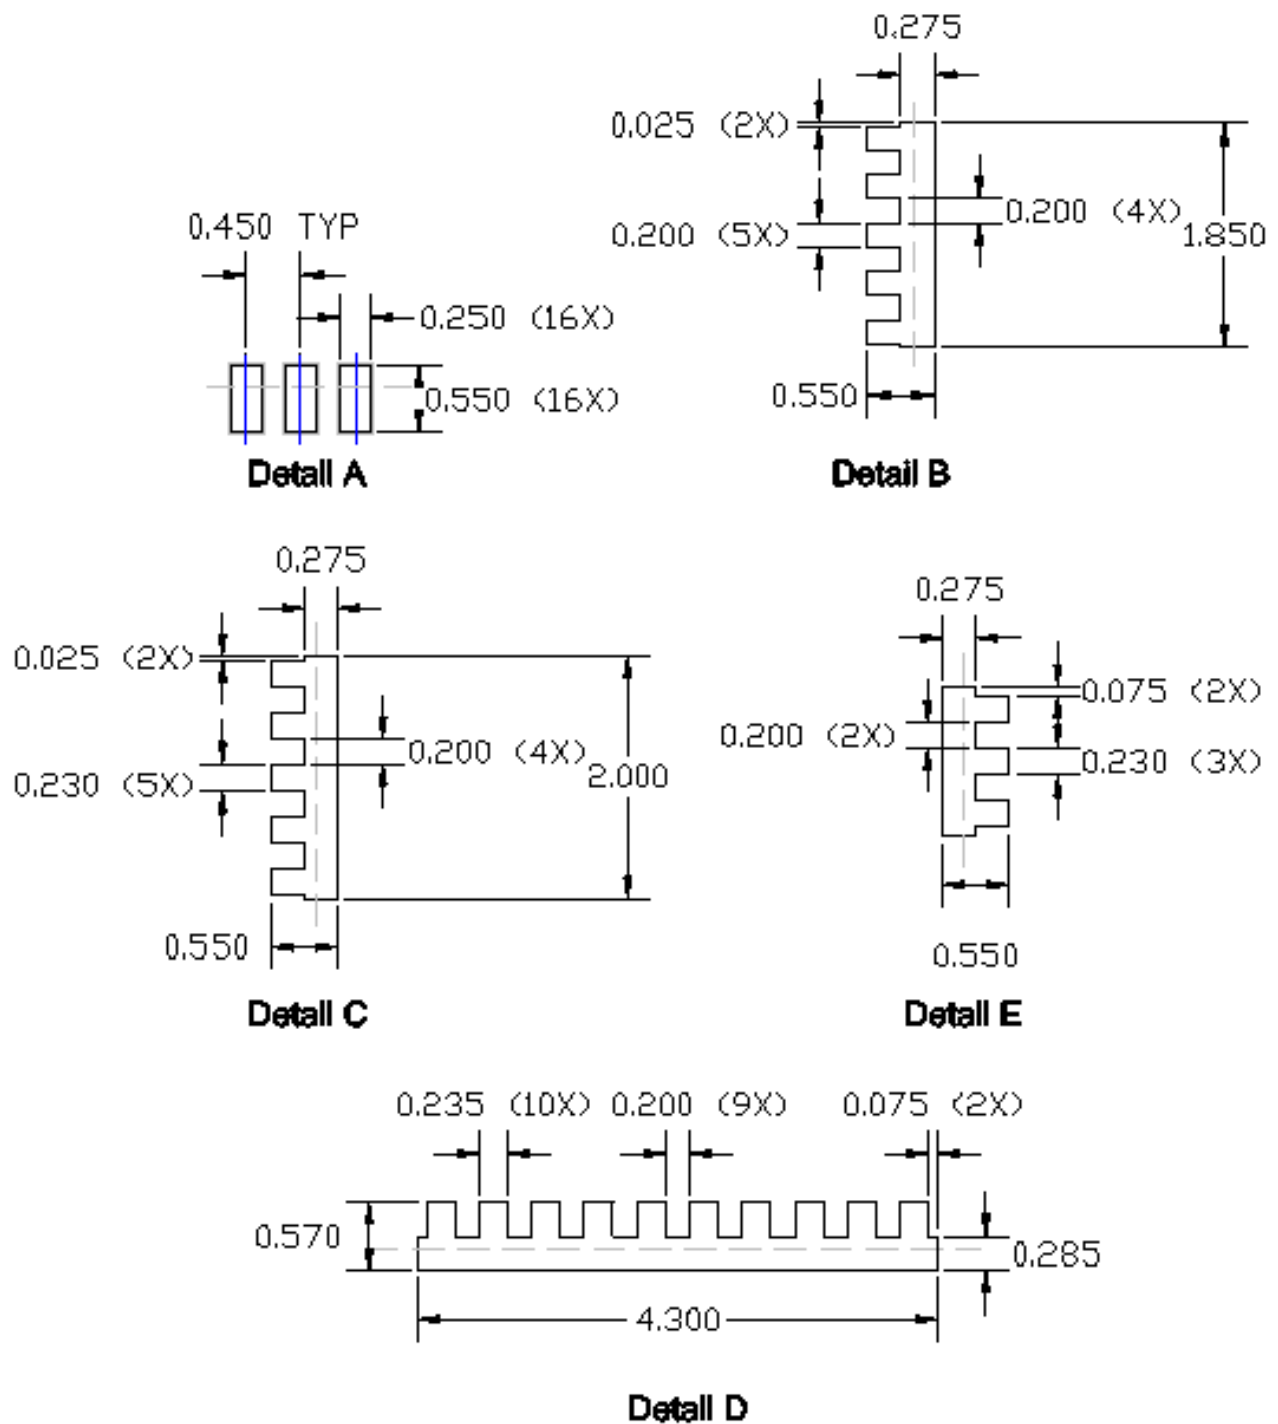 0.275
0.025 (2X)
0.200 (4X)
1.850
0.200 (5X)
0.550
Detail B
0.450 TYP
0.250 (16X)
0.550 (16X)
Detail A
0.275
0.025 (2X)
0.200 (4X)
2.000
0.230 (5X)
0.550
Detail C
0.275
0.075 (2X)
0.200 (2X)
0.230 (3X)
0.550
Detail E
0.235 (10X) 0.200 (9X) 0.075 (2X)
0.570
0.285
4.300
Detail D